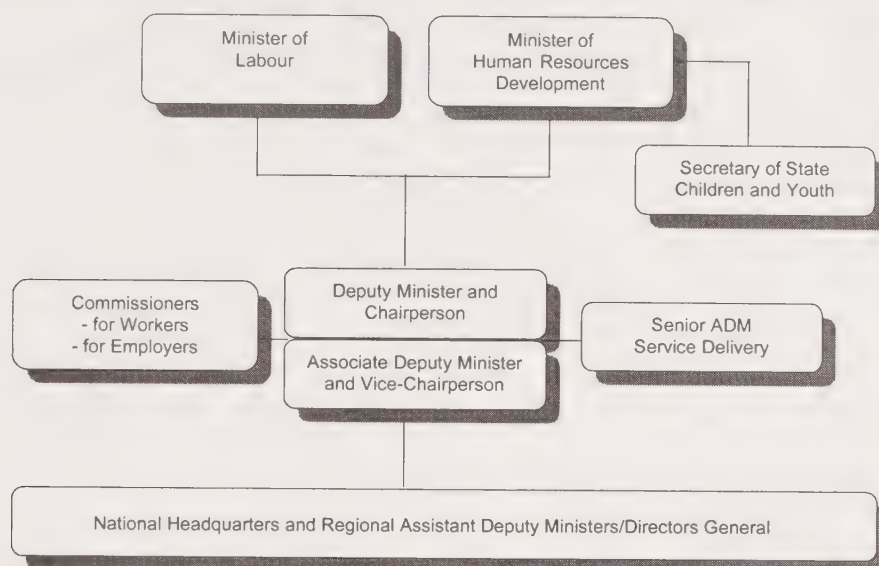 Minister of
Labour
Minister of
Human Resources
Development
Secretary of State
Children and Youth
Commissioners
- for Workers
- for Employers
Deputy Minister and
Chairperson
Associate Deputy Minister
and Vice-Chairperson
Senior ADM
Service Delivery
National Headquarters and Regional Assistant Deputy Ministers/Directors General